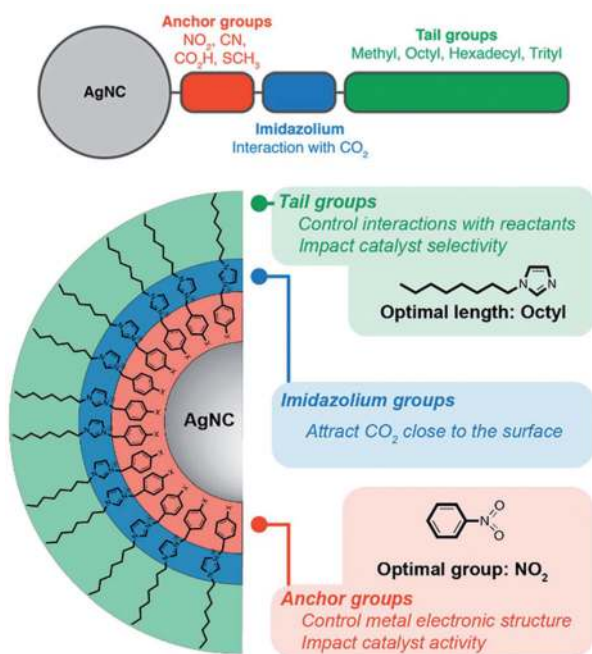 Anchor groups
NO₂, CN,
CO₂H, SCH₃
Tail groups
Methyl, Octyl, Hexadecyl, Trityl
AgNC
Imidazolium
Interaction with CO₂
Tail groups
Control interactions with reactants
Impact catalyst selectivity
N
N
Optimal length: Octyl
Imidazolium groups
Attract CO₂ close to the surface
AgNC
N
O
O
Optimal group: NO₂
Anchor groups
Control metal electronic structure
Impact catalyst activity